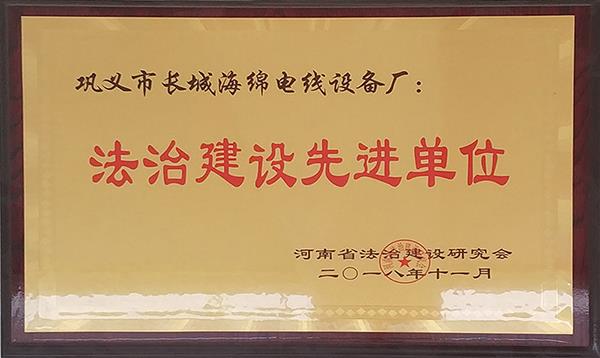 巩义市长城海绵电线设备厂：
法治建设先进单位
河南省法治建设研究会
二〇一八年十一月